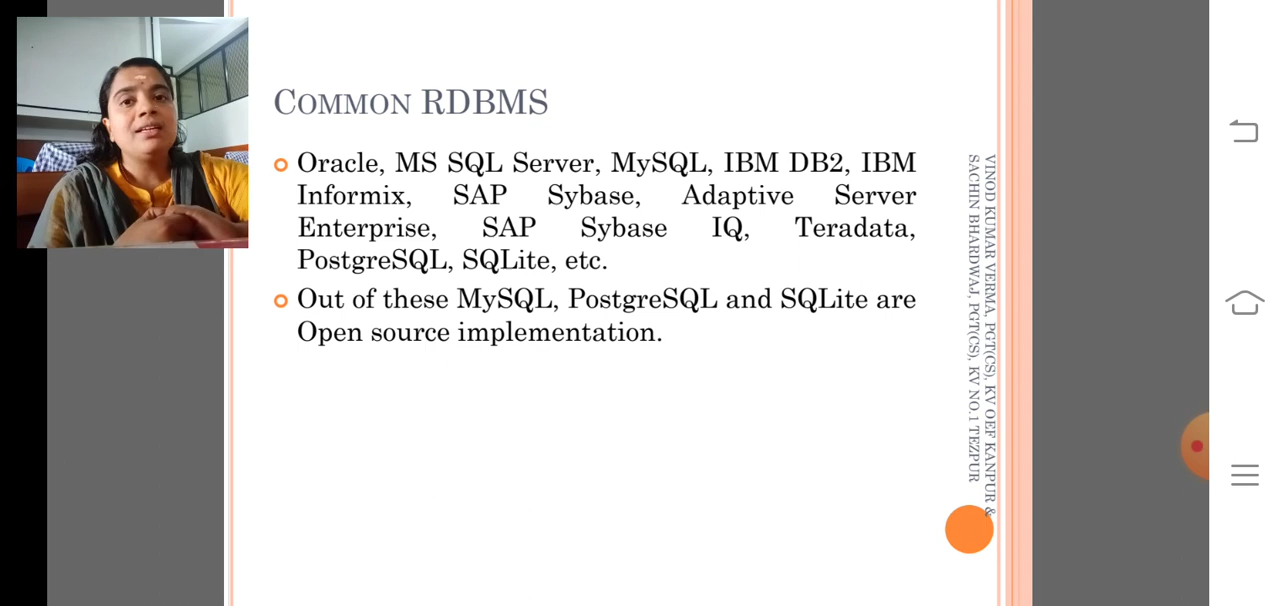 COMMON RDBMS
Oracle, MS SQL Server, MySQL, IBM DB2, IBM
Informix, SAP Sybase, Adaptive Server
Enterprise, SAP Sybase IQ, Teradata,
PostgreSQL, SQLite, etc.
Out of these MySQL, PostgreSQL and SQLite are
Open source implementation.
VINOD KUMAR VERMA, PGT(CS), KV OEF KANPUR &
SACHIN BHARDWAJ, PGT(CS), KV NO.1 TEZPUR